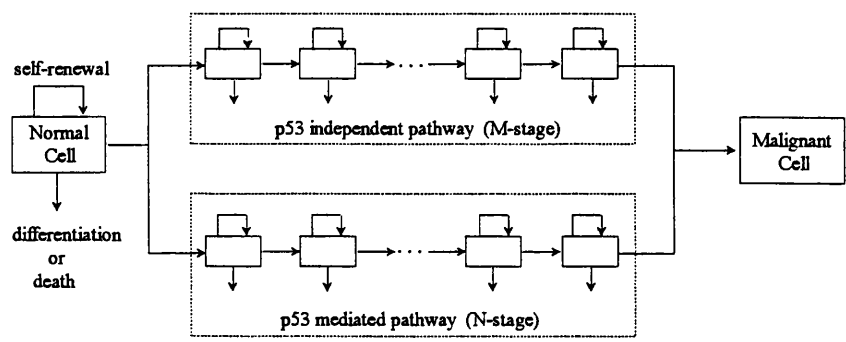 self-renewal
Normal
Cell
differentiation
or
death
p53 independent pathway (M-stage)
p53 mediated pathway (N-stage)
Malignant
Cell